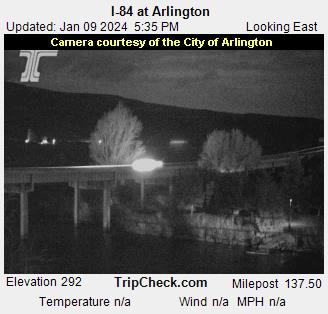 I-84 at Arlington
Updated: Jan 09 2024 5:35 PM Looking East
Camera courtesy of the City of Arlington
Elevation 292 TripCheck.com Milepost 137.50
Temperature n/a Wind n/a MPH n/a